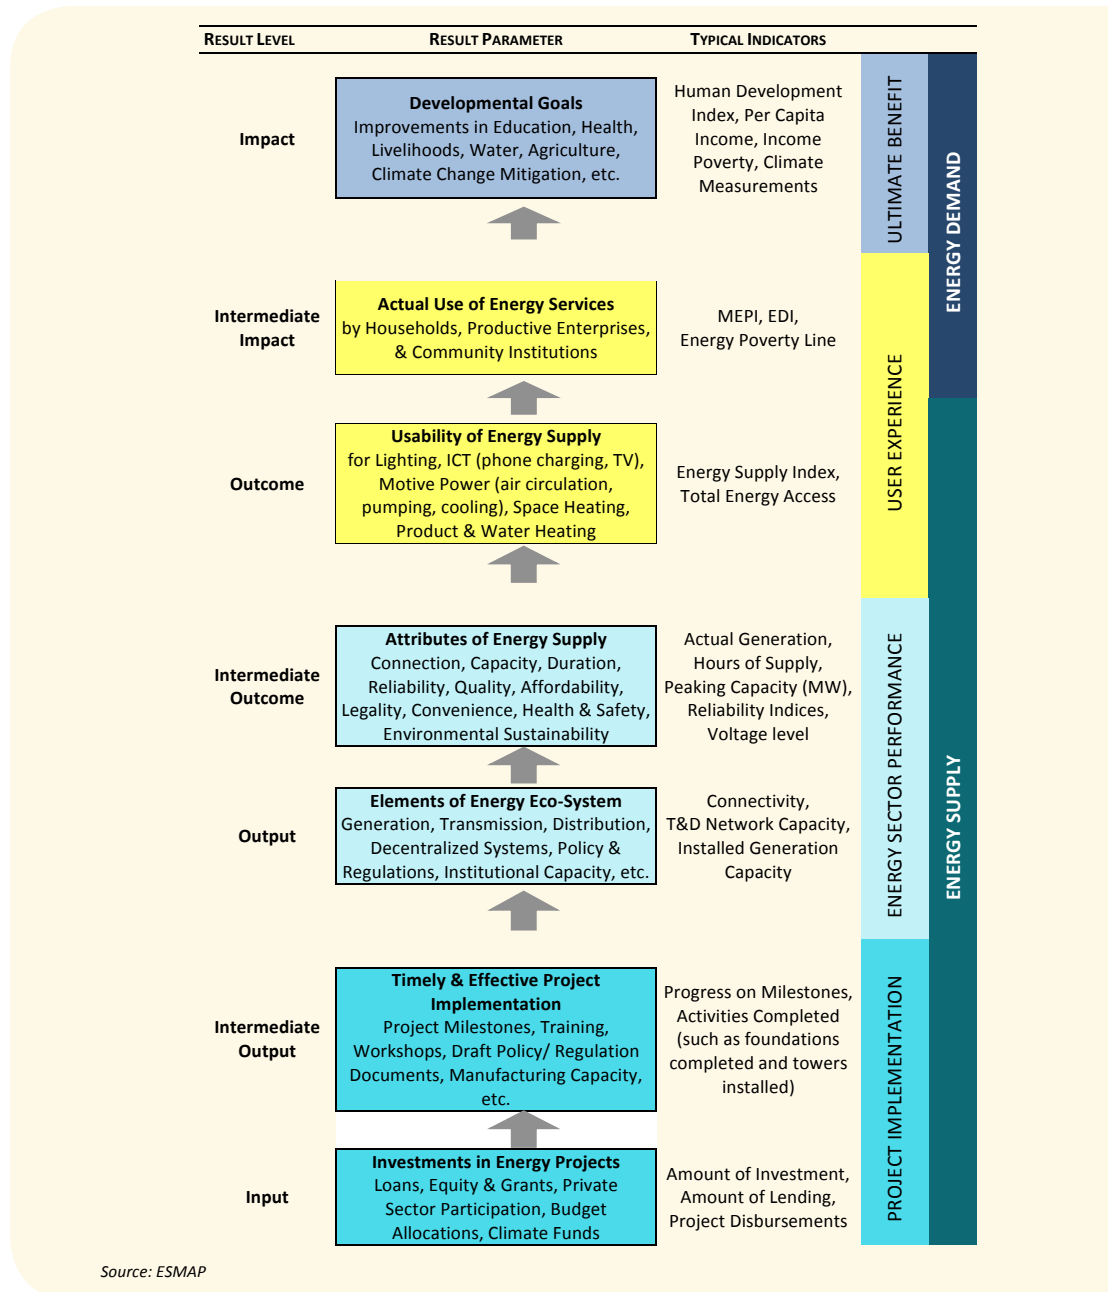 RESULT LEVEL RESULT PARAMETER TYPICAL INDICATORS
Impact
Developmental Goals
Improvements in Education, Health,
Livelihoods, Water, Agriculture,
Climate Change Mitigation, etc.
Human Development
Index, Per Capita
Income, Income
Poverty, Climate
Measurements
Intermediate
Impact
Actual Use of Energy Services
by Households, Productive Enterprises,
& Community Institutions
MEPI, EDI,
Energy Poverty Line
Outcome
Usability of Energy Supply
for Lighting, ICT (phone charging, TV),
Motive Power (air circulation,
pumping, cooling), Space Heating,
Product & Water Heating
Energy Supply Index,
Total Energy Access
Intermediate
Outcome
Attributes of Energy Supply
Connection, Capacity, Duration,
Reliability, Quality, Affordability,
Legality, Convenience, Health & Safety,
Environmental Sustainability
Actual Generation,
Hours of Supply,
Peaking Capacity (MW),
Reliability Indices,
Voltage level
Output
Elements of Energy Eco-System
Generation, Transmission, Distribution,
Decentralized Systems, Policy &
Regulations, Institutional Capacity, etc.
Connectivity,
T&D Network Capacity,
Installed Generation
Capacity
Intermediate
Output
Timely & Effective Project
Implementation
Project Milestones, Training,
Workshops, Draft Policy/ Regulation
Documents, Manufacturing Capacity,
etc.
Progress on Milestones,
Activities Completed
(such as foundations
completed and towers
installed)
Input
Investments in Energy Projects
Loans, Equity & Grants, Private
Sector Participation, Budget
Allocations, Climate Funds
Amount of Investment,
Amount of Lending,
Project Disbursements
ULTIMATE BENEFIT
USER EXPERIENCE
ENERGY SECTOR PERFORMANCE
PROJECT IMPLEMENTATION
ENERGY DEMAND
ENERGY SUPPLY
Source: ESMAP